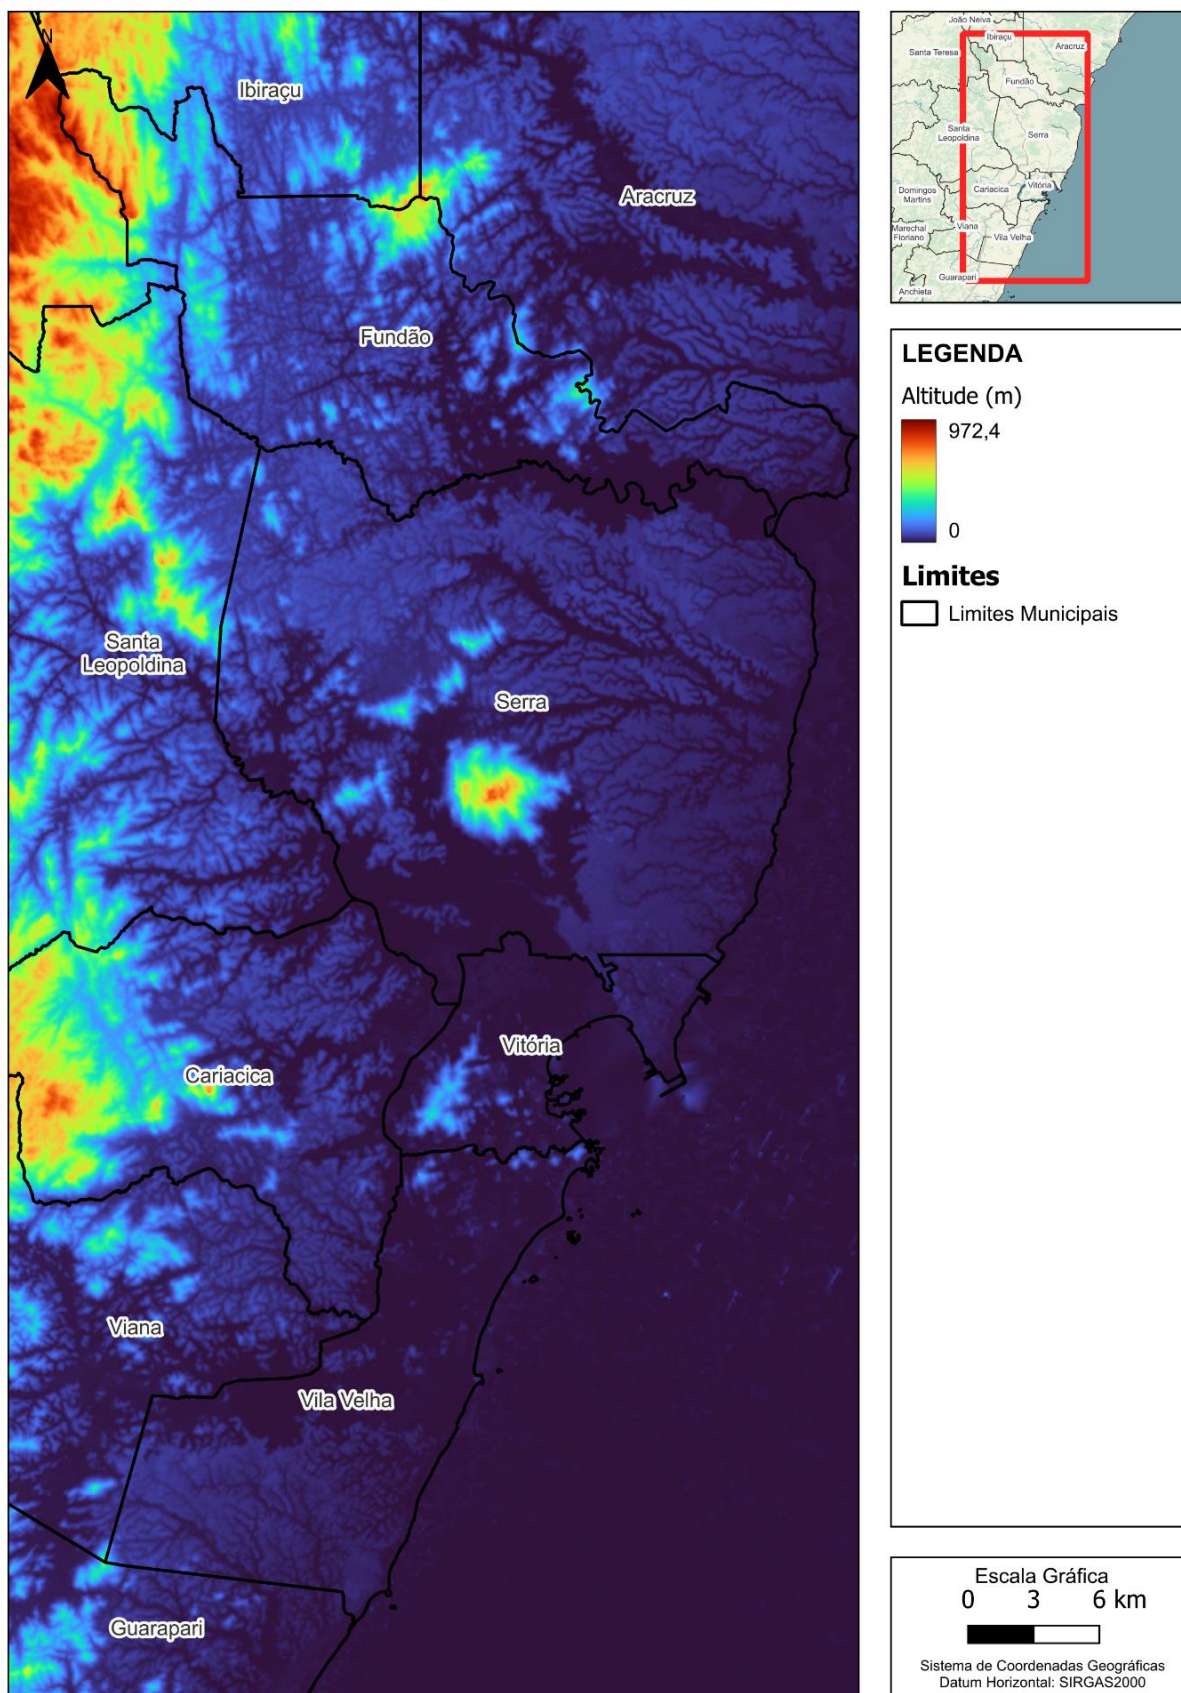 N
Ibiraçu
Aracruz
Fundão
Santa
Leopoldina
Serra
Vitória
Cariacica
Viana
Vila Velha
Guarapari
João Neiva
Ibiraçu
Aracruz
Santa Teresa
Fundão
Santa
Leopoldina
Serra
Domingos
Martins
Cariacica
Vitória
Marechal
Floriano
Viana
Vila Velha
Guarapari
Anchieta
LEGENDA
Altitude (m)
972,4
0
Limites
Limites Municipais
Escala Gráfica
0 3 6 km
Sistema de Coordenadas Geográficas
Datum Horizontal: SIRGAS2000